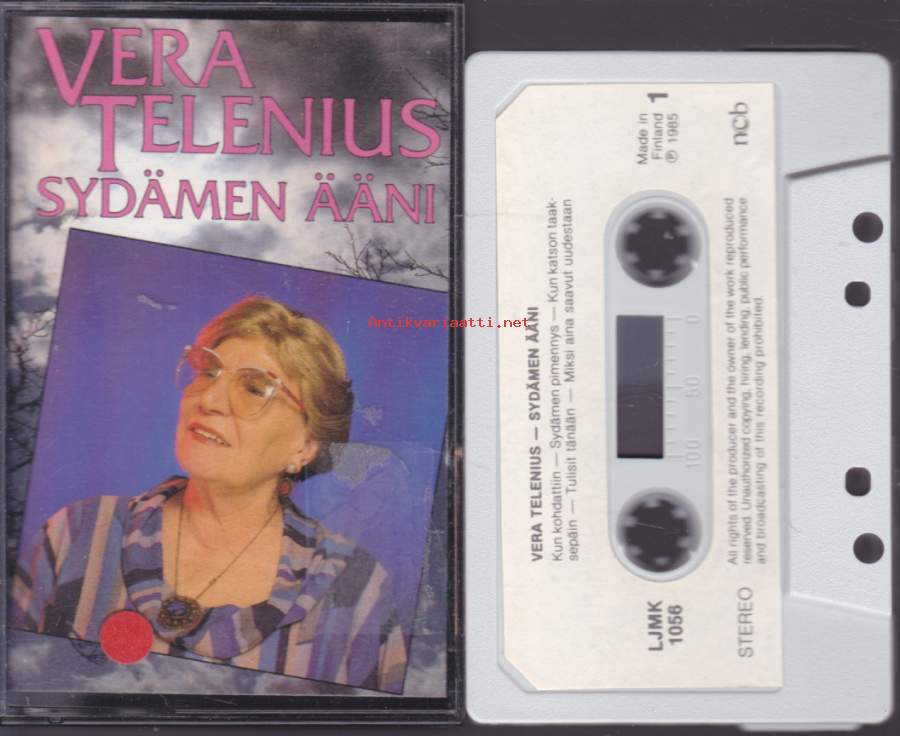 VERA
TELENIUS
SYDÄMEN ÄÄNI
Antikvariaatti.net
VERA TELENIUS — SYDÄMEN ÄÄNI
Kun kohdattiin — Sydämen pimennys — Kun katson taak-
sepäin — Tulisit tänään — Miksi aina saavut uudestaan
Made in
Finland
℗ 1985
1
ncb
0
50
100
LJMK
1056
STEREO
All rights of the producer and the owner of the work reproduced
reserved. Unauthorized copying, hiring, lending, public performance
and broadcasting of this recording prohibited.